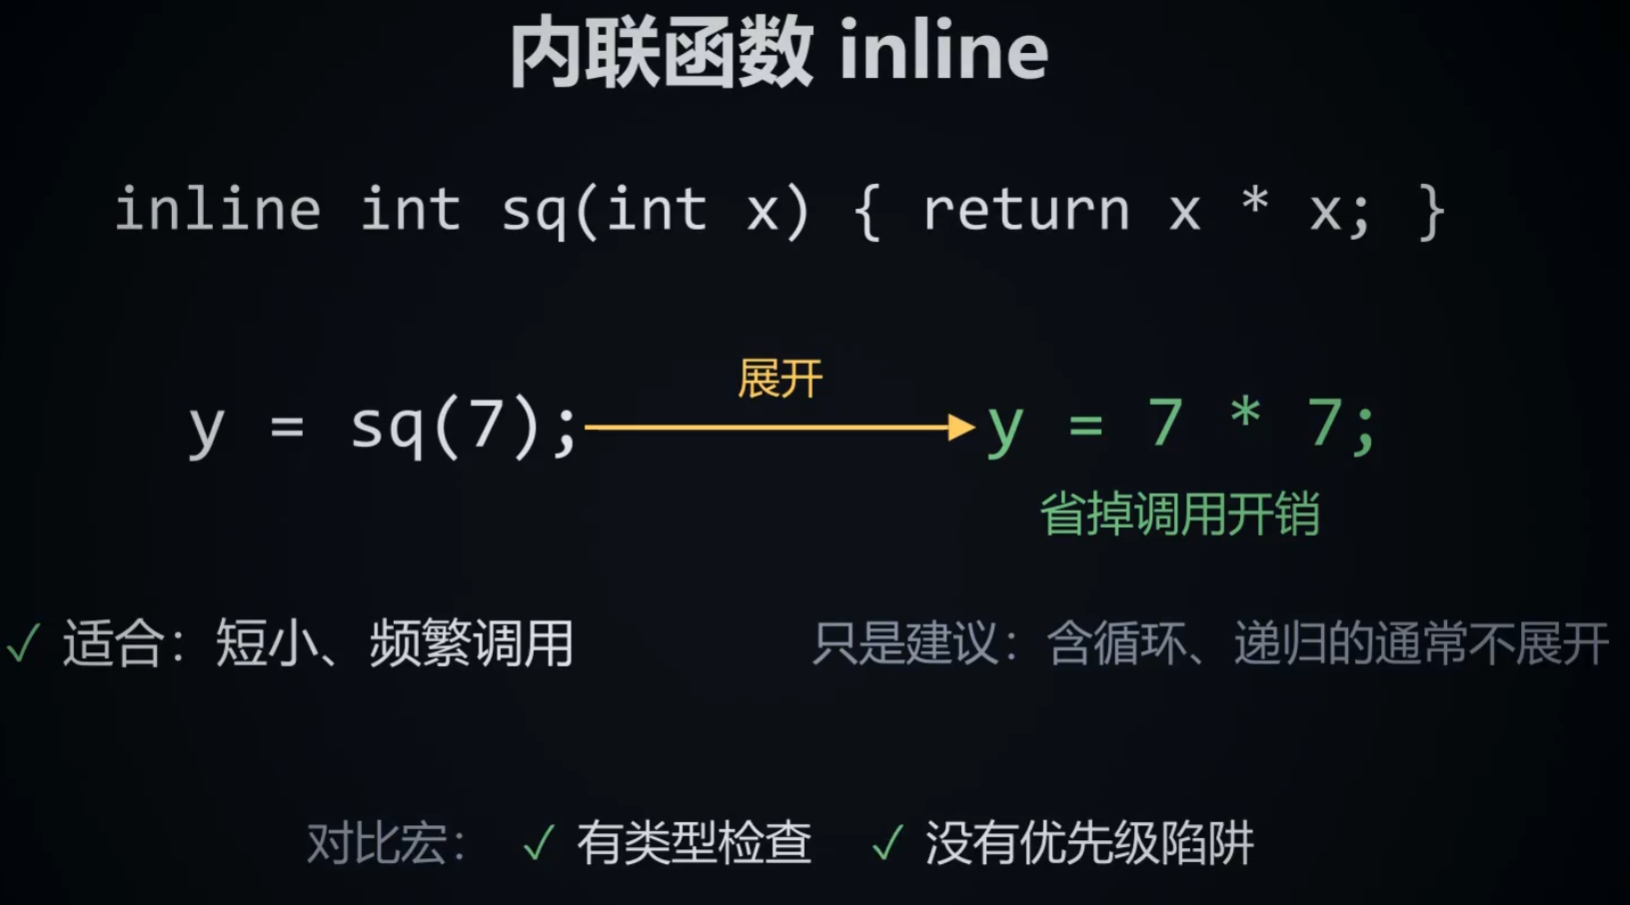 内联函数 inline
inline int sq(int x) { return x * x; }
展开
y = sq(7);
y = 7 * 7;
省掉调用开销
✓ 适合：短小、频繁调用
只是建议：含循环、递归的通常不展开
对比宏： ✓ 有类型检查 ✓ 没有优先级陷阱